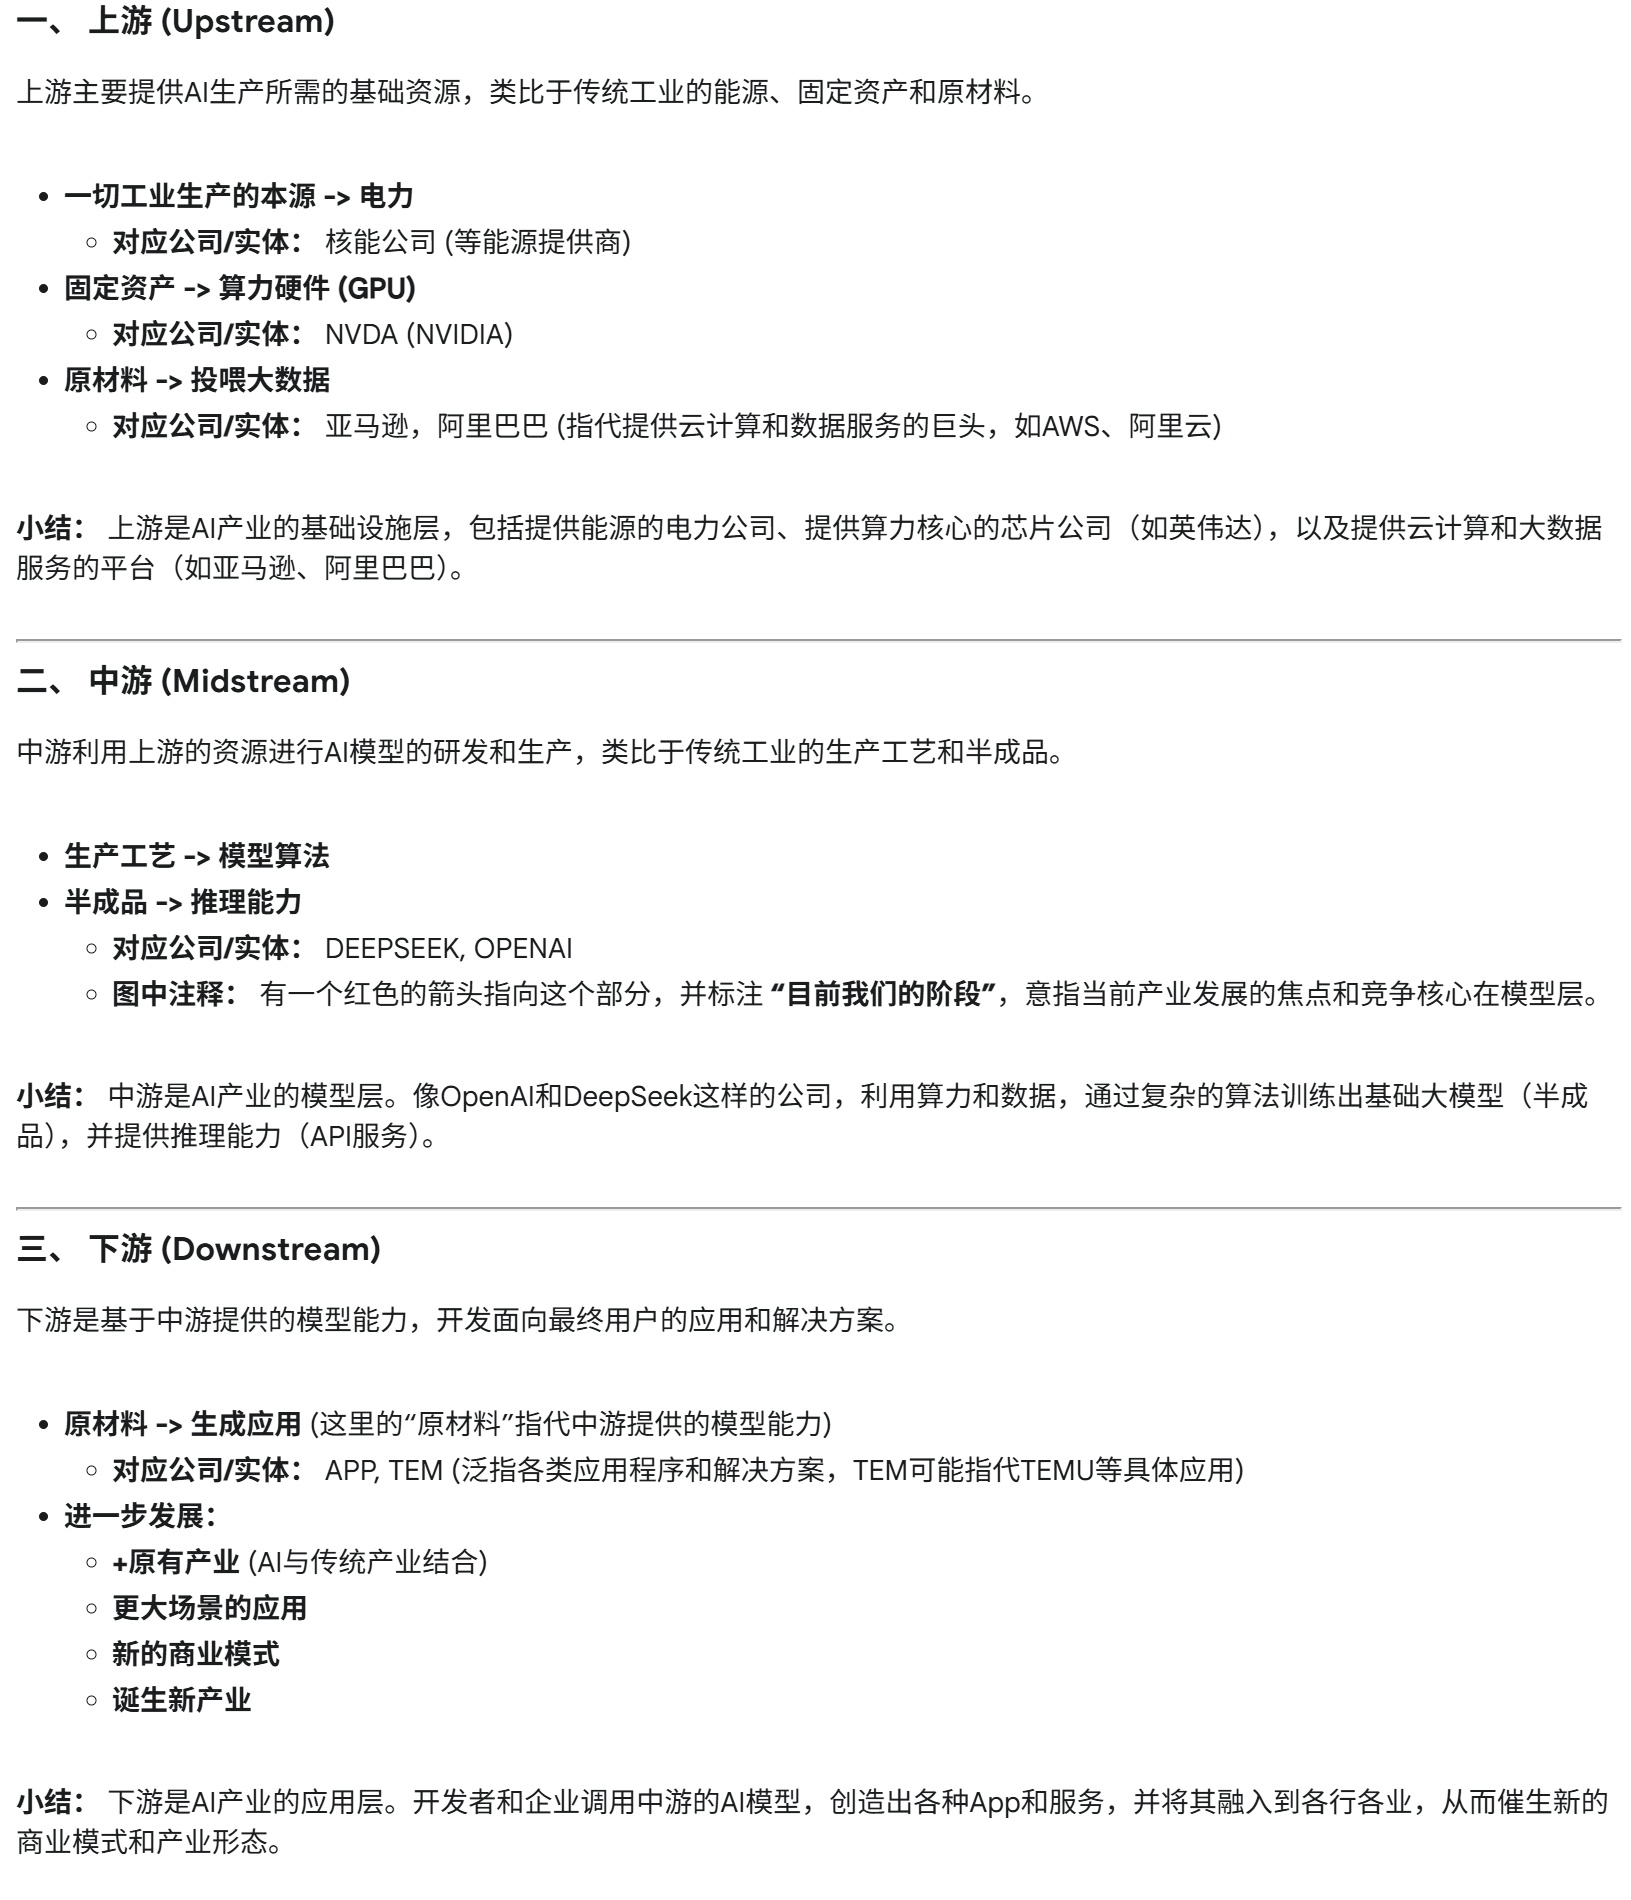 一、 上游 (Upstream)
上游主要提供AI生产所需的基础资源，类比于传统工业的能源、固定资产和原材料。
• 一切工业生产的本源 -> 电力
◦ 对应公司/实体： 核能公司 (等能源提供商)
• 固定资产 -> 算力硬件 (GPU)
◦ 对应公司/实体： NVDA (NVIDIA)
• 原材料 -> 投喂大数据
◦ 对应公司/实体： 亚马逊，阿里巴巴 (指代提供云计算和数据服务的巨头，如AWS、阿里云)
小结： 上游是AI产业的基础设施层，包括提供能源的电力公司、提供算力核心的芯片公司（如英伟达），以及提供云计算和大数据
服务的平台（如亚马逊、阿里巴巴）。
二、 中游 (Midstream)
中游利用上游的资源进行AI模型的研发和生产，类比于传统工业的生产工艺和半成品。
• 生产工艺 -> 模型算法
• 半成品 -> 推理能力
◦ 对应公司/实体： DEEPSEEK, OPENAI
◦ 图中注释： 有一个红色的箭头指向这个部分，并标注 “目前我们的阶段”，意指当前产业发展的焦点和竞争核心在模型层。
小结： 中游是AI产业的模型层。像OpenAI和DeepSeek这样的公司，利用算力和数据，通过复杂的算法训练出基础大模型（半成
品），并提供推理能力（API服务）。
三、 下游 (Downstream)
下游是基于中游提供的模型能力，开发面向最终用户的应用和解决方案。
• 原材料 -> 生成应用 (这里的“原材料”指代中游提供的模型能力)
◦ 对应公司/实体： APP, TEM (泛指各类应用程序和解决方案，TEM可能指代TEMU等具体应用)
• 进一步发展：
◦ +原有产业 (AI与传统产业结合)
◦ 更大场景的应用
◦ 新的商业模式
◦ 诞生新产业
小结： 下游是AI产业的应用层。开发者和企业调用中游的AI模型，创造出各种App和服务，并将其融入到各行各业，从而催生新的
商业模式和产业形态。